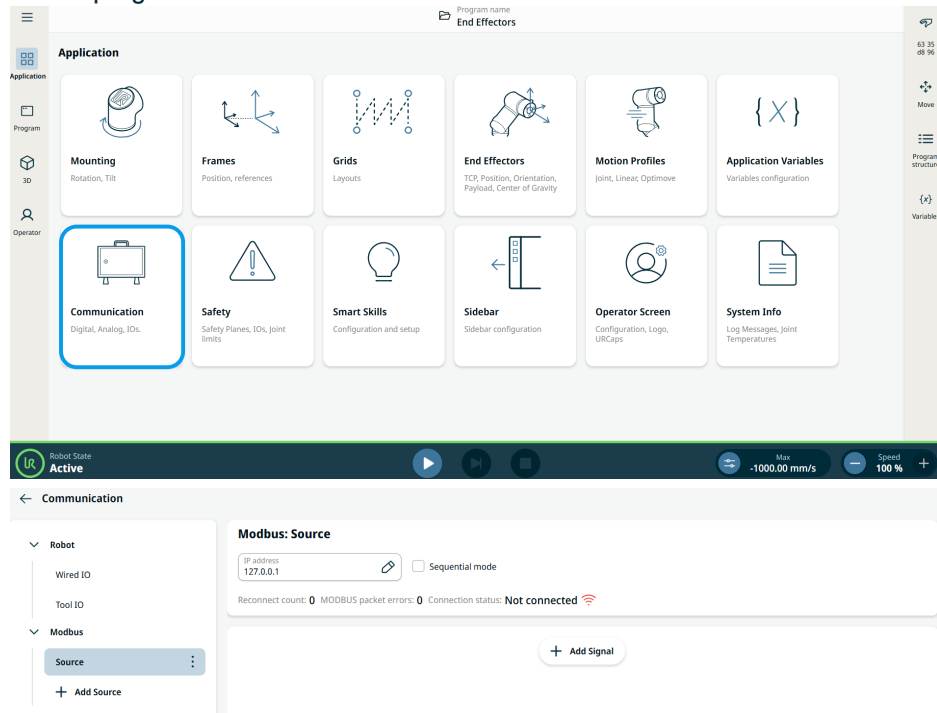 Program name
End Effectors
Application
63 35
d8 96
Application
Move
Program
Mounting
Rotation, Tilt
Frames
Position, references
Grids
Layouts
End Effectors
TCP, Position, Orientation,
Payload, Center of Gravity
Motion Profiles
Joint, Linear, Optimove
Application Variables
Variables configuration
Program
structure
3D
{x}
Variable
Operator
Communication
Digital, Analog, IOs.
Safety
Safety Planes, IOs, Joint
limits
Smart Skills
Configuration and setup
Sidebar
Sidebar configuration
Operator Screen
Configuration, Logo,
URCaps
System Info
Log Messages, Joint
Temperatures
UR
Robot State
Active
Max
-1000.00 mm/s
Speed
100 %
Communication
Robot
Wired IO
Tool IO
Modbus
Source
Add Source
Modbus: Source
IP address
127.0.0.1
Sequential mode
Reconnect count: 0 MODBUS packet errors: 0 Connection status: Not connected
Add Signal